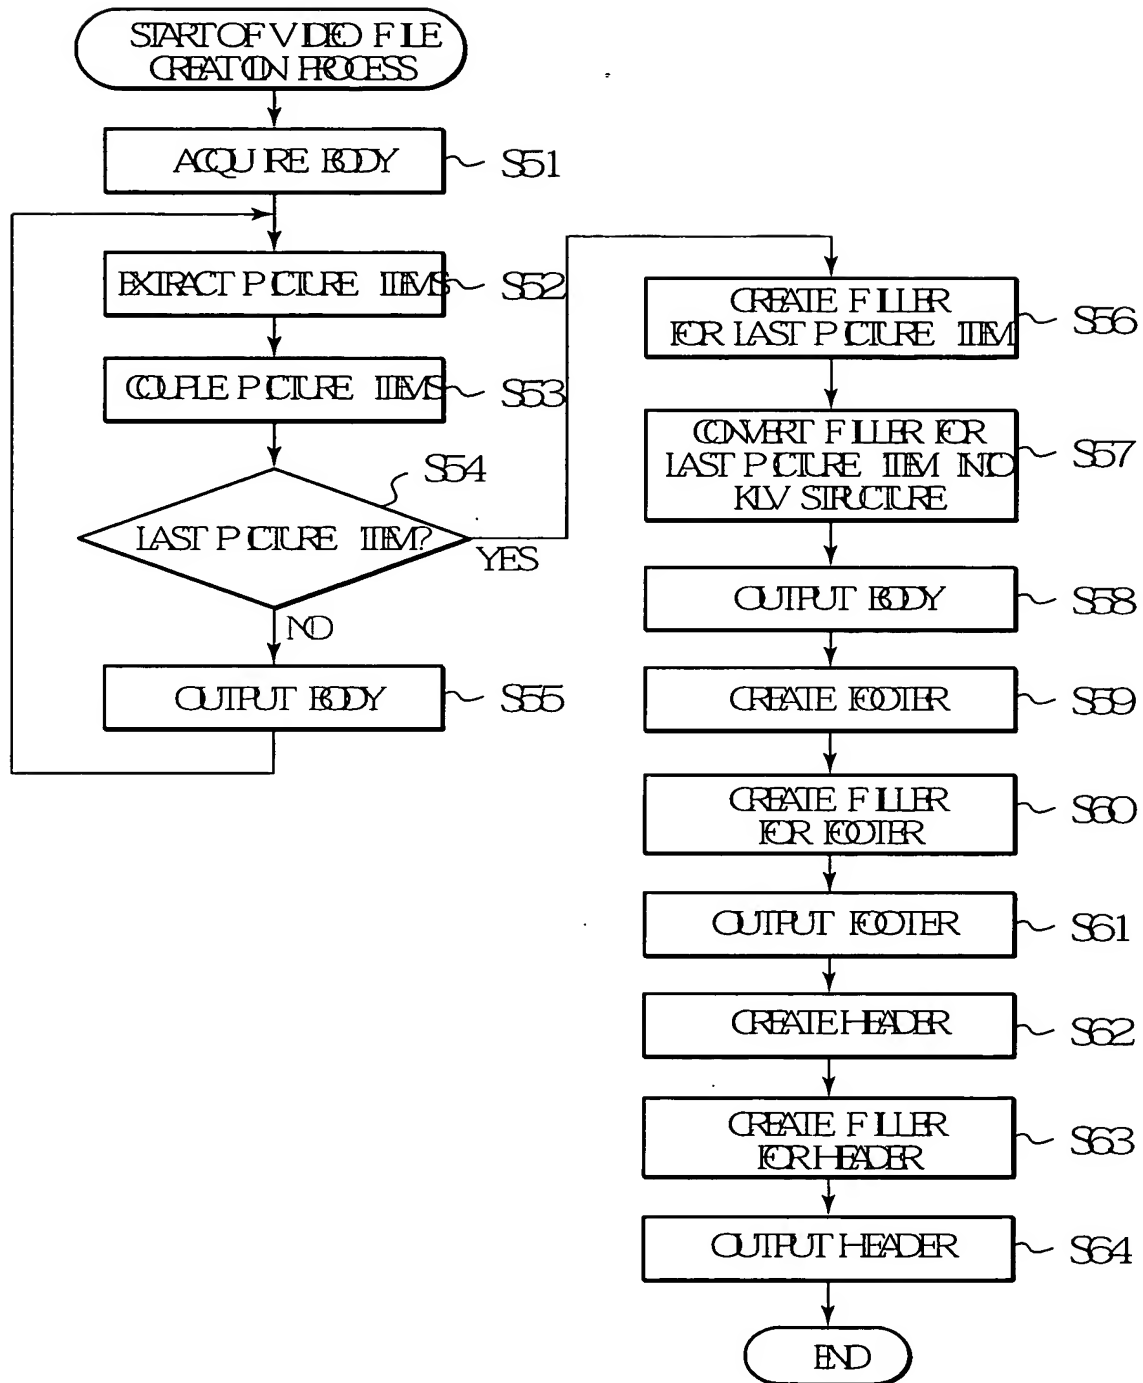 START OF VIDEO FILE
CREATION PROCESS
ACQUIRE BODY
S51
EXTRACT PICTURE ITEMS
S52
COUPLE PICTURE ITEMS
S53
S54
LAST PICTURE ITEM?
YES
NO
OUTPUT BODY
S55
CREATE FILLER
FOR LAST PICTURE ITEM
S56
CONVERT FILLER FOR
LAST PICTURE ITEM INTO
KLV STRUCTURE
S57
OUTPUT BODY
S58
CREATE FOOTER
S59
CREATE FILLER
FOR FOOTER
S60
OUTPUT FOOTER
S61
CREATE HEADER
S62
CREATE FILLER
FOR HEADER
S63
OUTPUT HEADER
S64
END